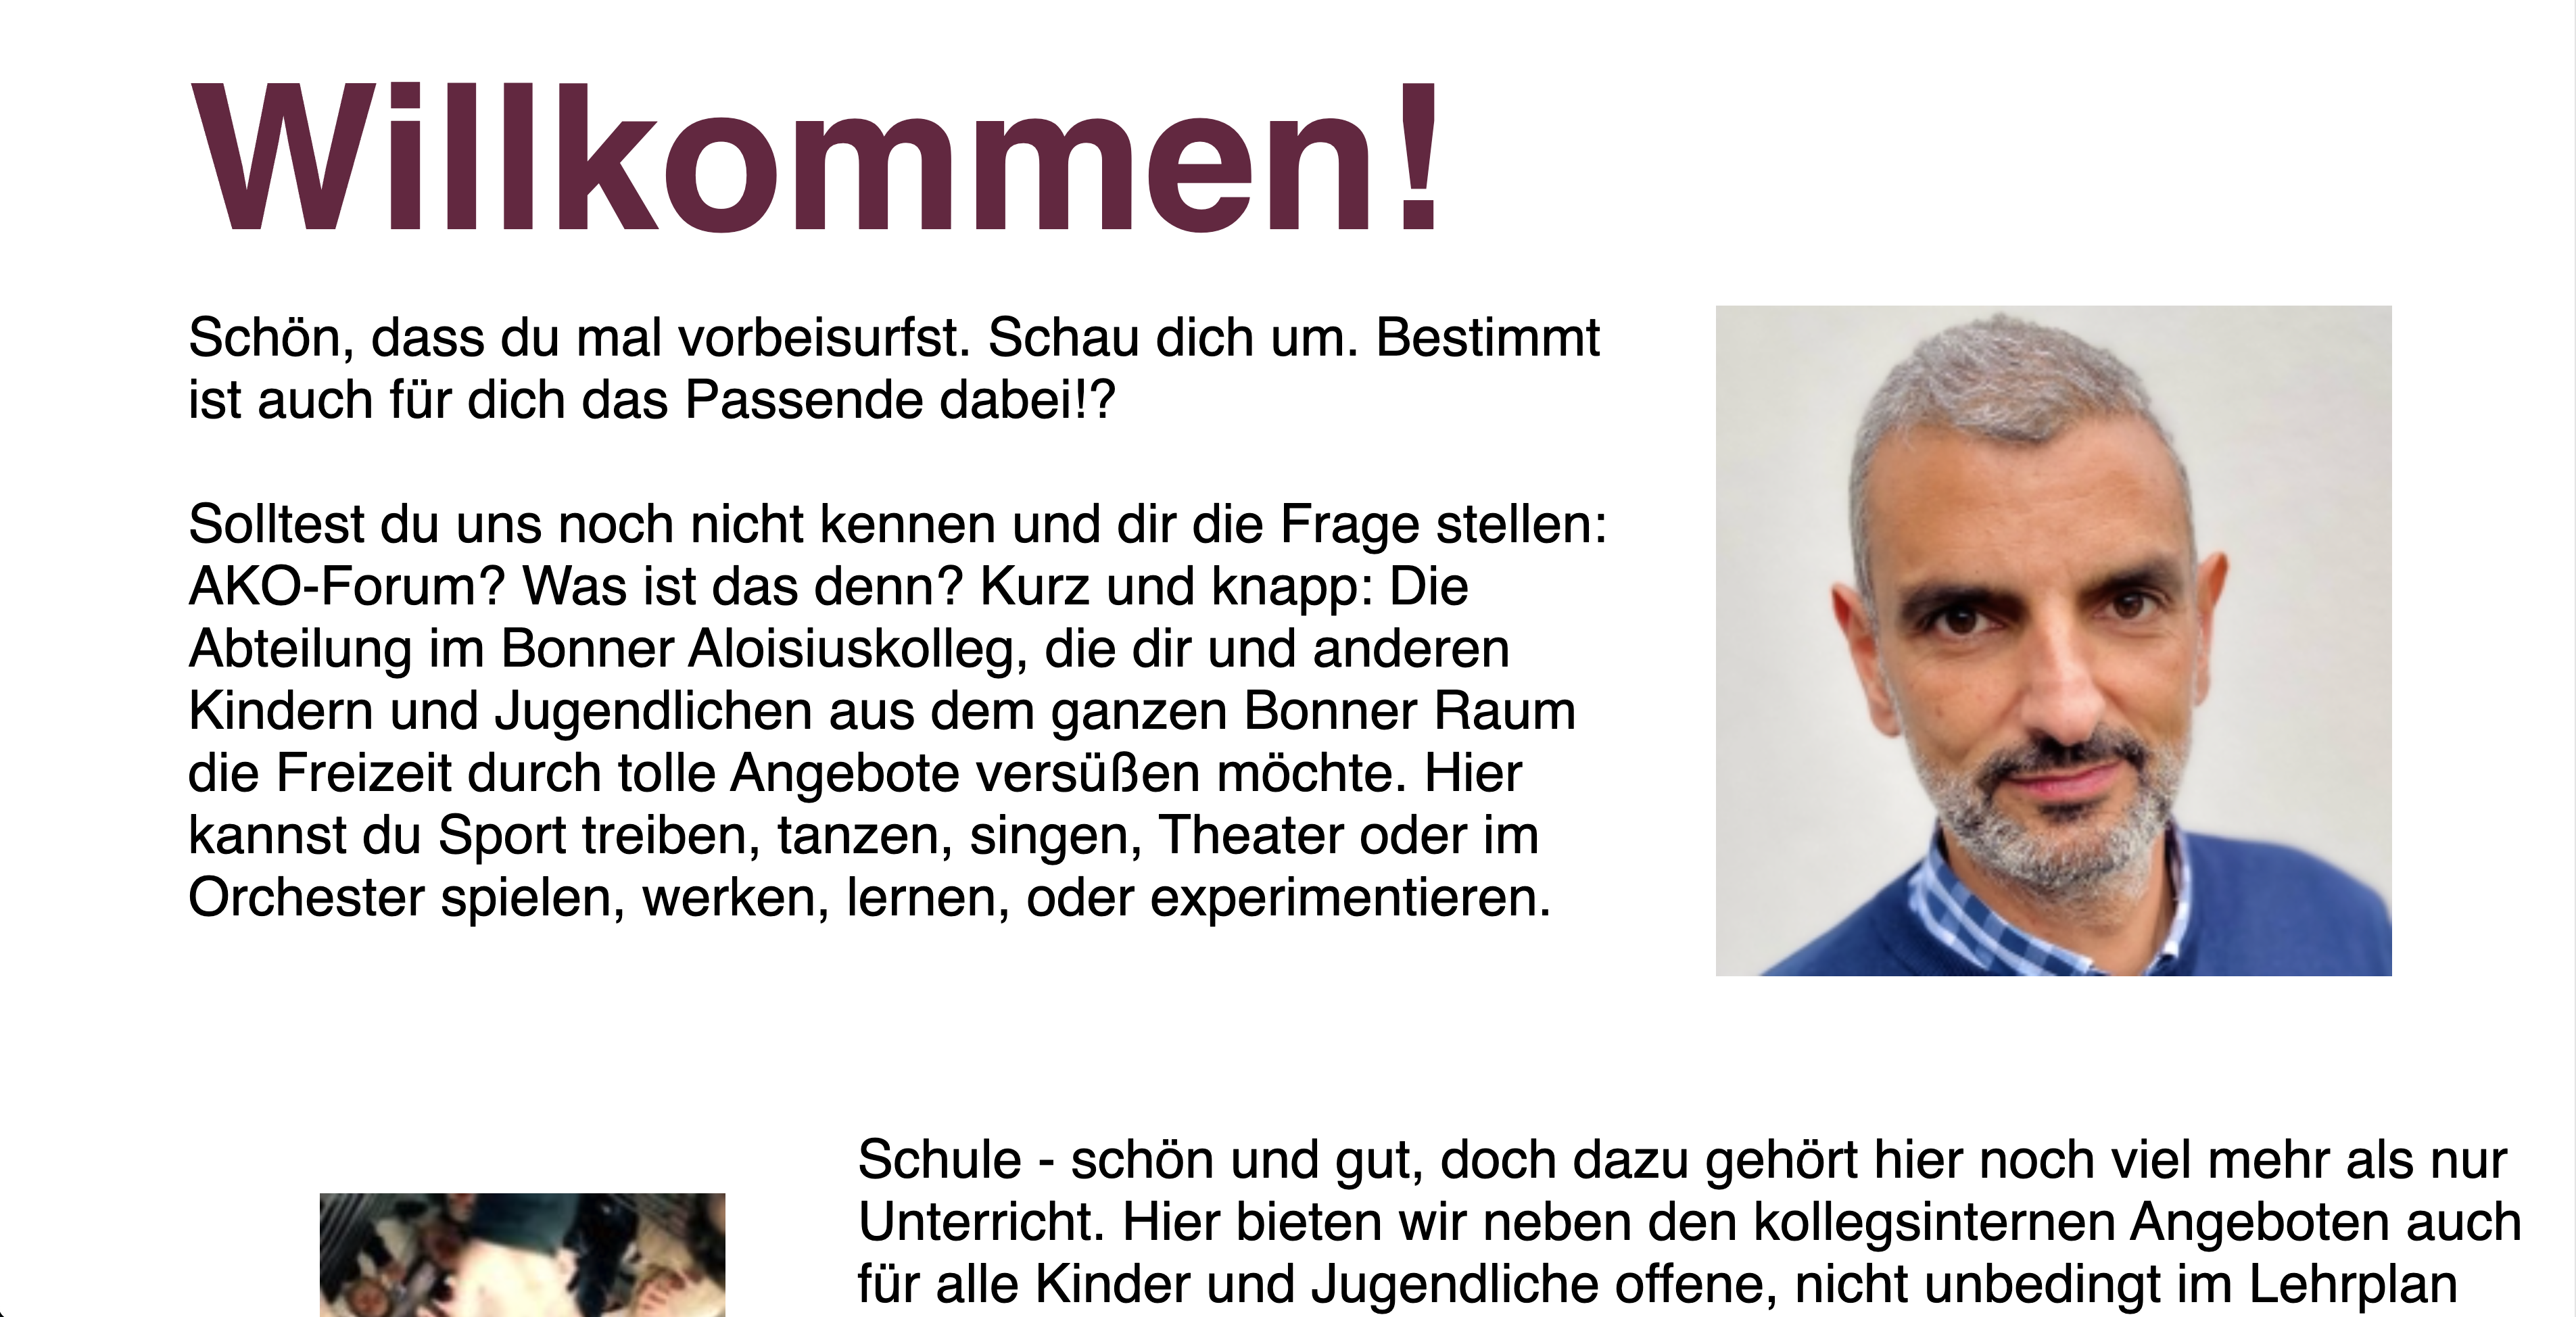 Willkommen!
Schön, dass du mal vorbeisurfst. Schau dich um. Bestimmt
ist auch für dich das Passende dabei!?
Solltest du uns noch nicht kennen und dir die Frage stellen:
AKO-Forum? Was ist das denn? Kurz und knapp: Die
Abteilung im Bonner Aloisiuskolleg, die dir und anderen
Kindern und Jugendlichen aus dem ganzen Bonner Raum
die Freizeit durch tolle Angebote versüßen möchte. Hier
kannst du Sport treiben, tanzen, singen, Theater oder im
Orchester spielen, werken, lernen, oder experimentieren.
Schule - schön und gut, doch dazu gehört hier noch viel mehr als nur
Unterricht. Hier bieten wir neben den kollegsinternen Angeboten auch
für alle Kinder und Jugendliche offene, nicht unbedingt im Lehrplan